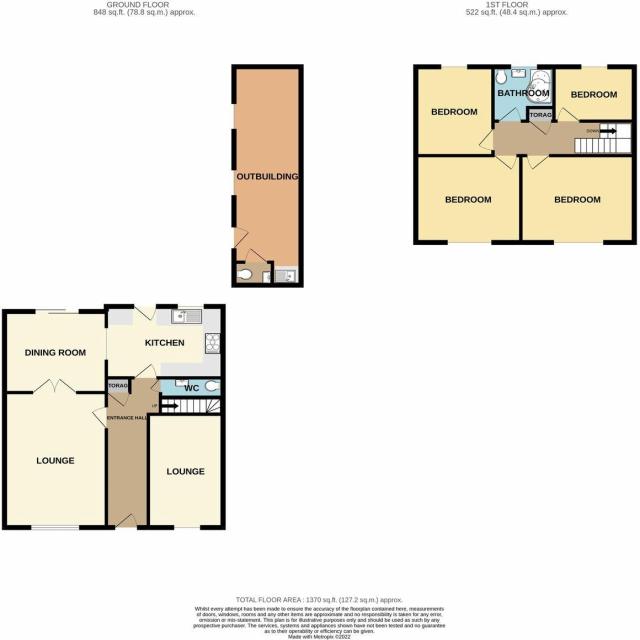 GROUND FLOOR
848 sq.ft. (78.8 sq.m.) approx.
1ST FLOOR
522 sq.ft. (48.4 sq.m.) approx.
BATHROOM
BEDROOM
BEDROOM
TORAG
DOWN
OUTBUILDING
BEDROOM
BEDROOM
KITCHEN
DINING ROOM
TORAG
WC
UP
ENTRANCE HALL
LOUNGE
LOUNGE
TOTAL FLOOR AREA : 1370 sq.ft. (127.2 sq.m.) approx.
Whilst every attempt has been made to ensure the accuracy of the floorplan contained here, measurements
of doors, windows, rooms and any other items are approximate and no responsibility is taken for any error,
omission or mis-statement. This plan is for illustrative purposes only and should be used as such by any
prospective purchaser. The services, systems and appliances shown have not been tested and no guarantee
as to their operability or efficiency can be given.
Made with Metropix ©2022